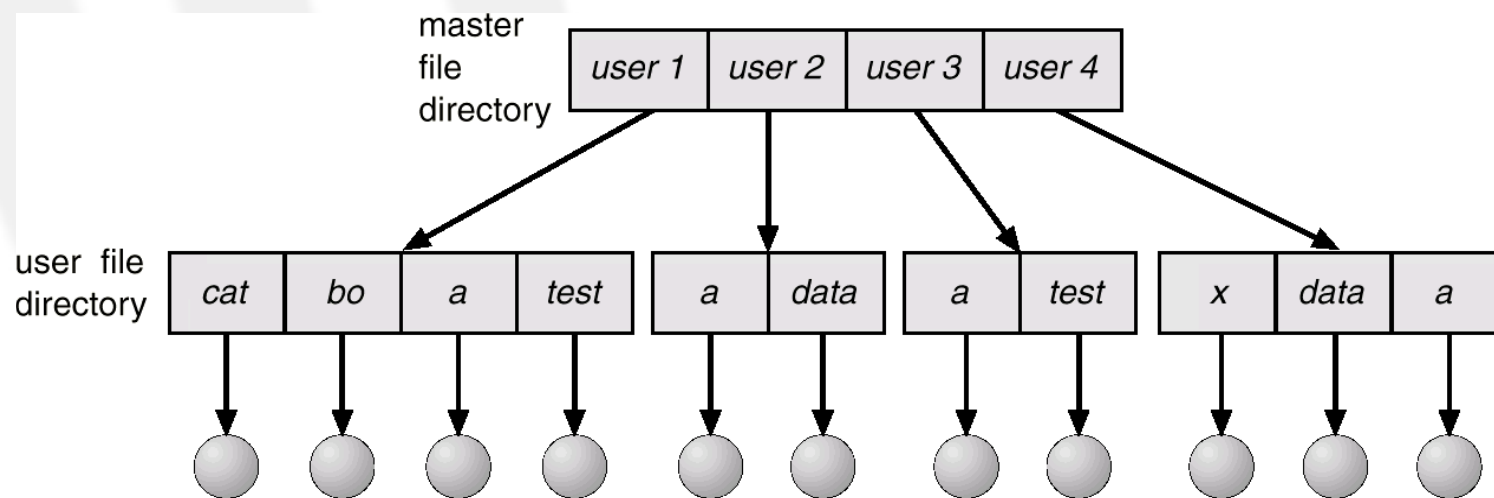 master
file
directory
user 1 user 2 user 3 user 4
user file
directory
cat bo a test a data a test x data a